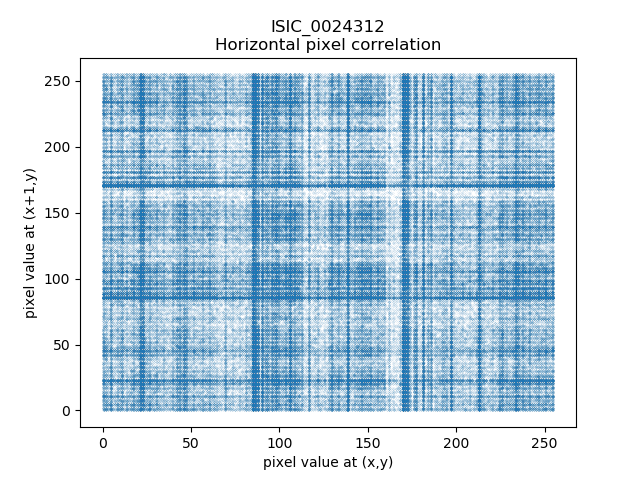 ISIC_0024312
Horizontal pixel correlation
250
200
150
100
50
0
pixel value at (x+1,y)
0 50 100 150 200 250
pixel value at (x,y)